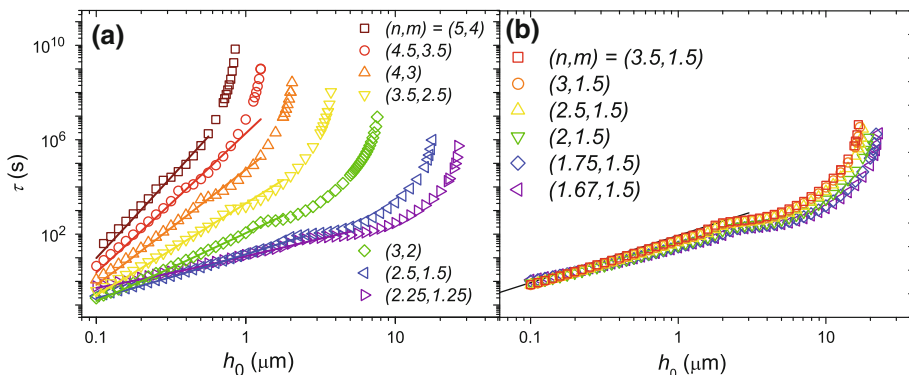 (a)
(n,m) = (5,4)
(4.5,3.5)
(4,3)
(3.5,2.5)
(3,2)
(2.5,1.5)
(2.25,1.25)
τ (s)
10^10
10^6
10^2
0.1
1
10
h_0 (μm)
(b)
(n,m) = (3.5,1.5)
(3,1.5)
(2.5,1.5)
(2,1.5)
(1.75,1.5)
(1.67,1.5)
0.1
1
10
h_0 (μm)